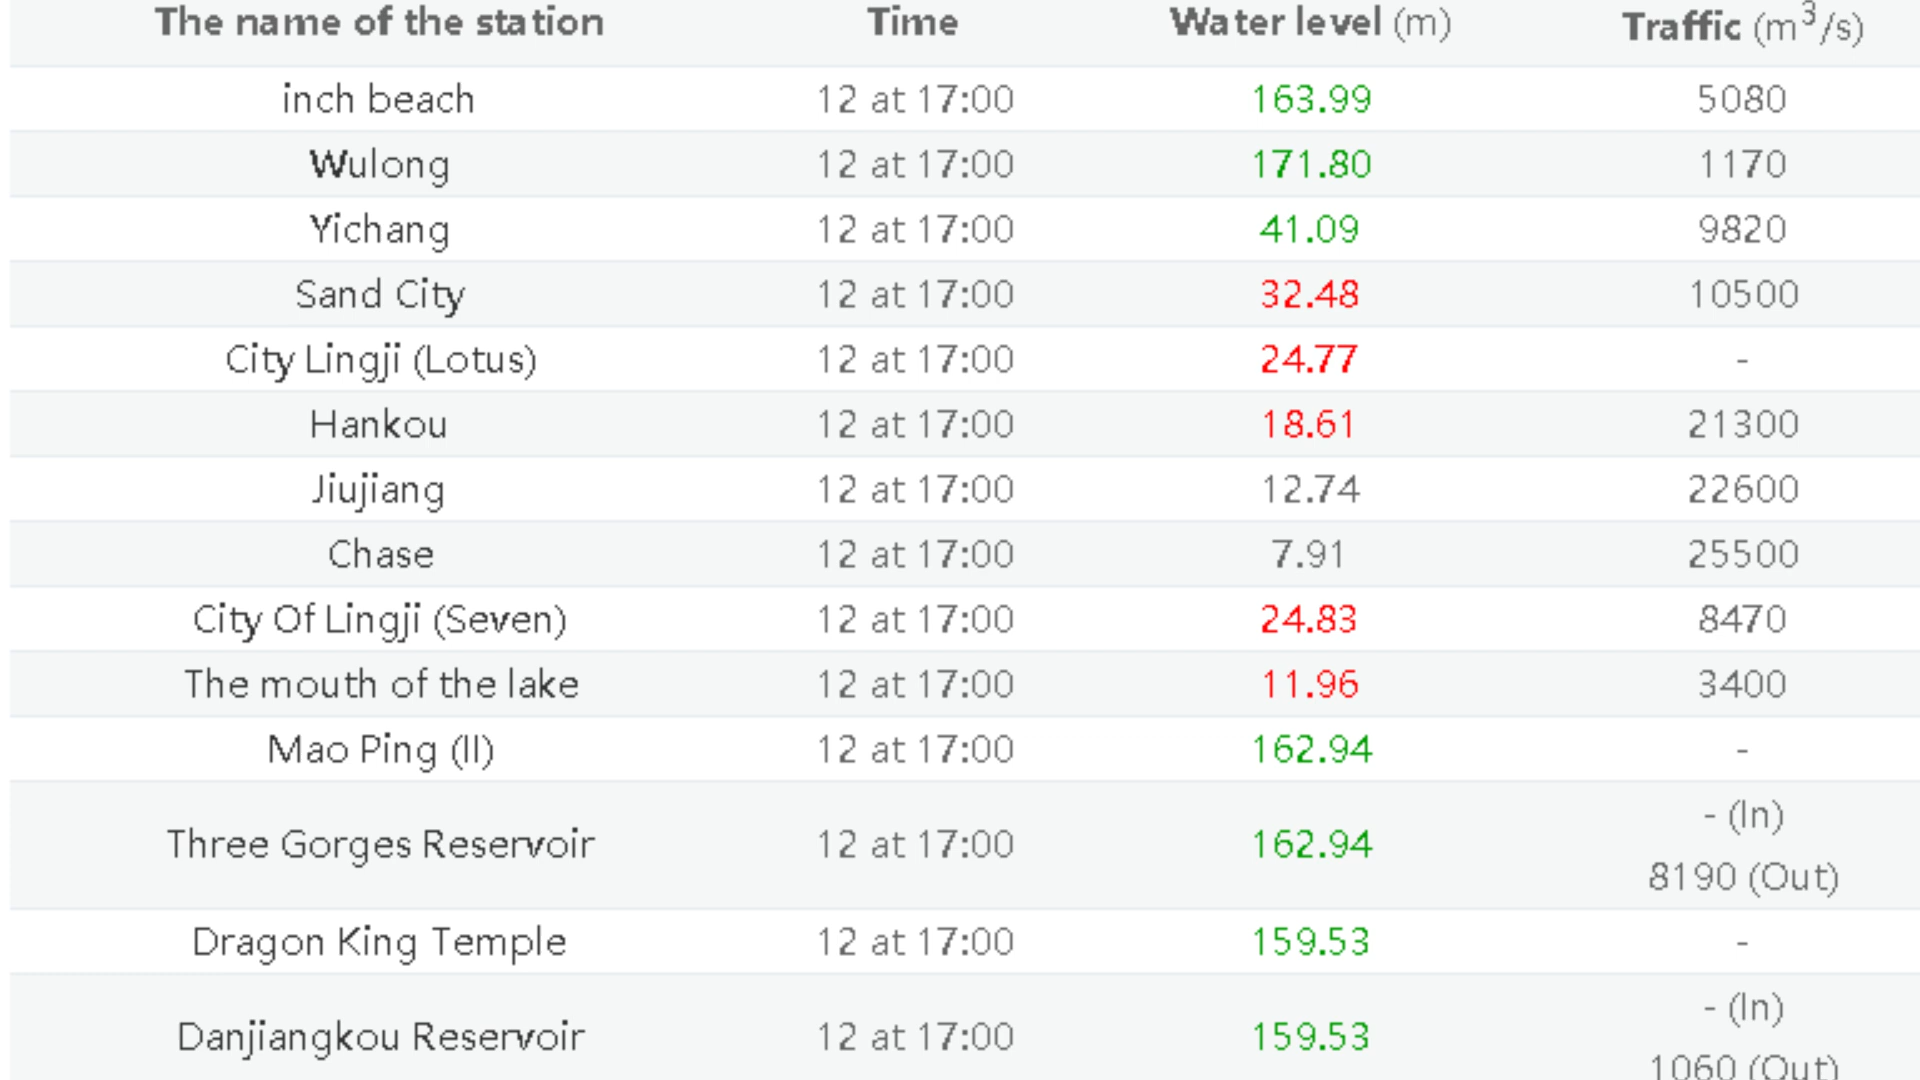 The name of the station Time Water level (m) Traffic (m³/s)
inch beach 12 at 17:00 163.99 5080
Wulong 12 at 17:00 171.80 1170
Yichang 12 at 17:00 41.09 9820
Sand City 12 at 17:00 32.48 10500
City Lingji (Lotus) 12 at 17:00 24.77 -
Hankou 12 at 17:00 18.61 21300
Jiujiang 12 at 17:00 12.74 22600
Chase 12 at 17:00 7.91 25500
City Of Lingji (Seven) 12 at 17:00 24.83 8470
The mouth of the lake 12 at 17:00 11.96 3400
Mao Ping (II) 12 at 17:00 162.94 -
- (In)
Three Gorges Reservoir 12 at 17:00 162.94
8190 (Out)
Dragon King Temple 12 at 17:00 159.53 -
- (In)
Danjiangkou Reservoir 12 at 17:00 159.53
1060 (Out)